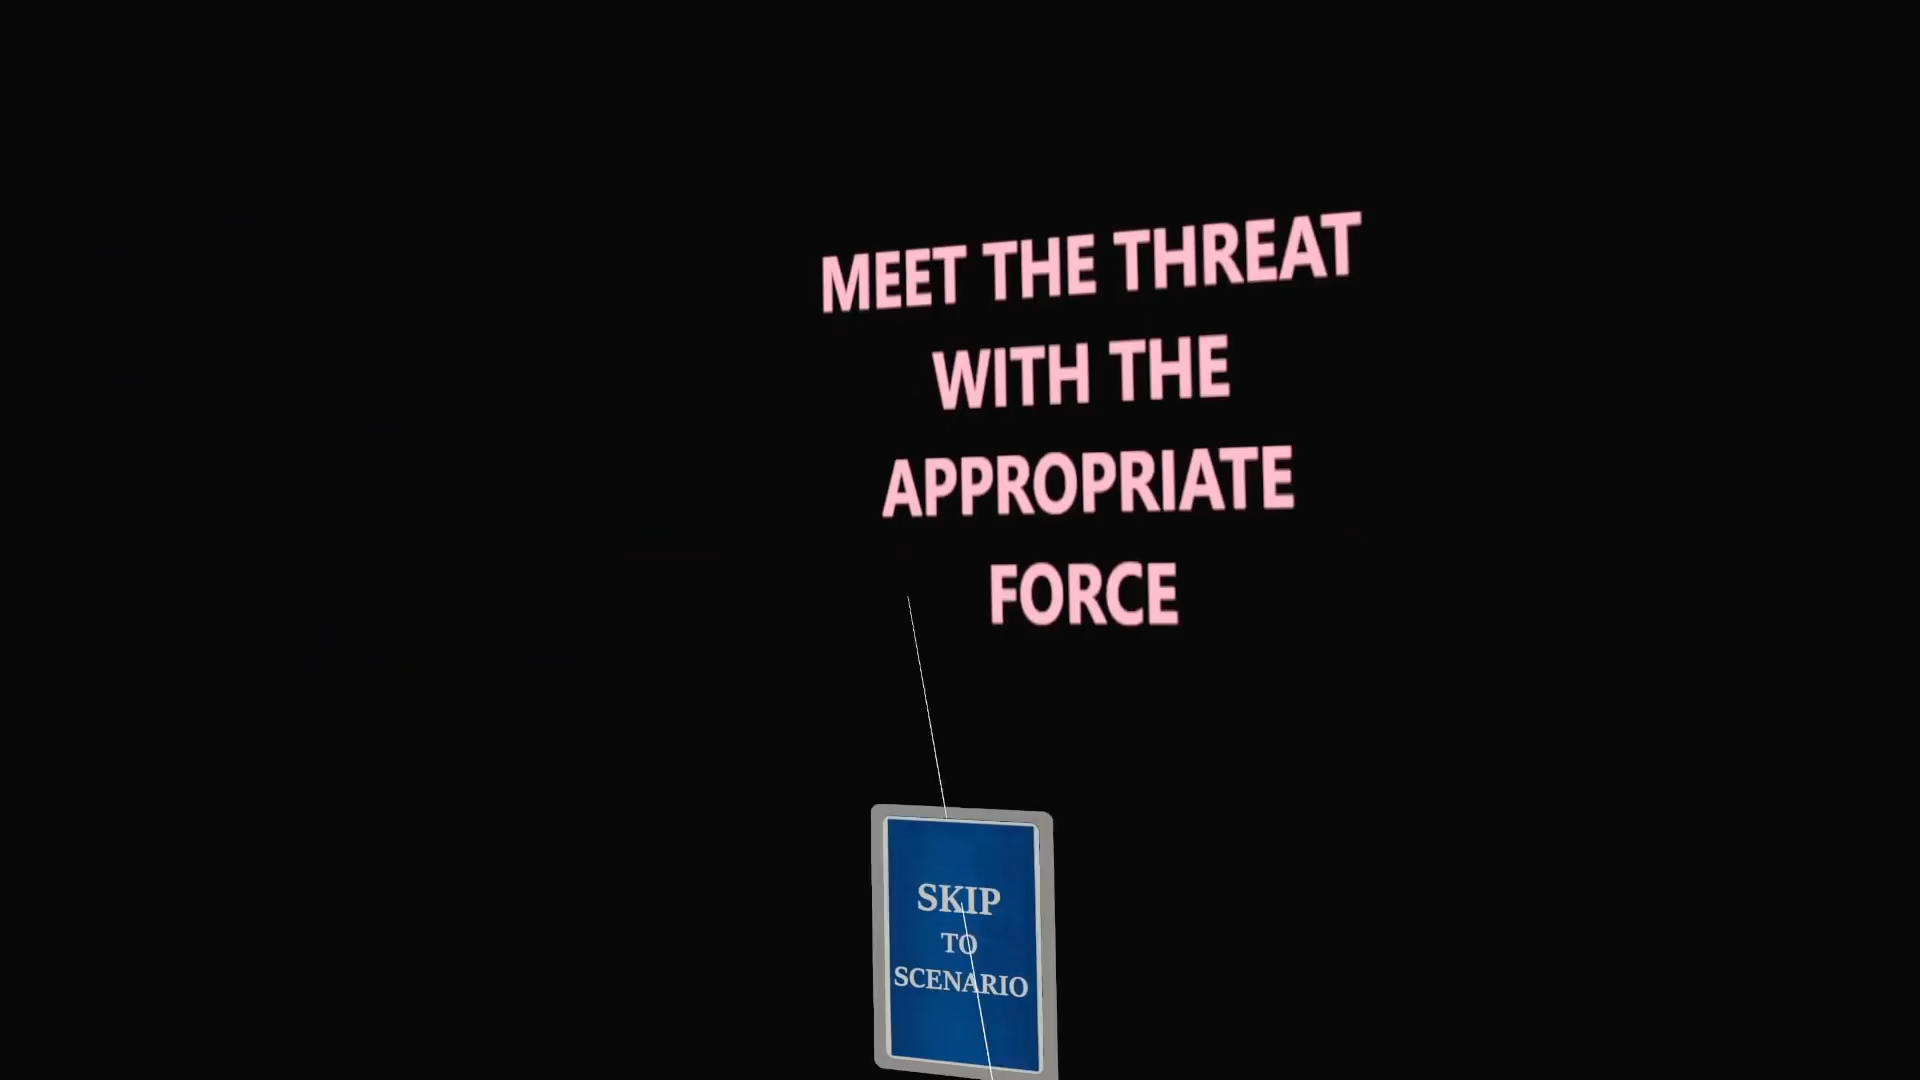 MEET THE THREAT
WITH THE
APPROPRIATE
FORCE
SKIP
TO
SCENARIO